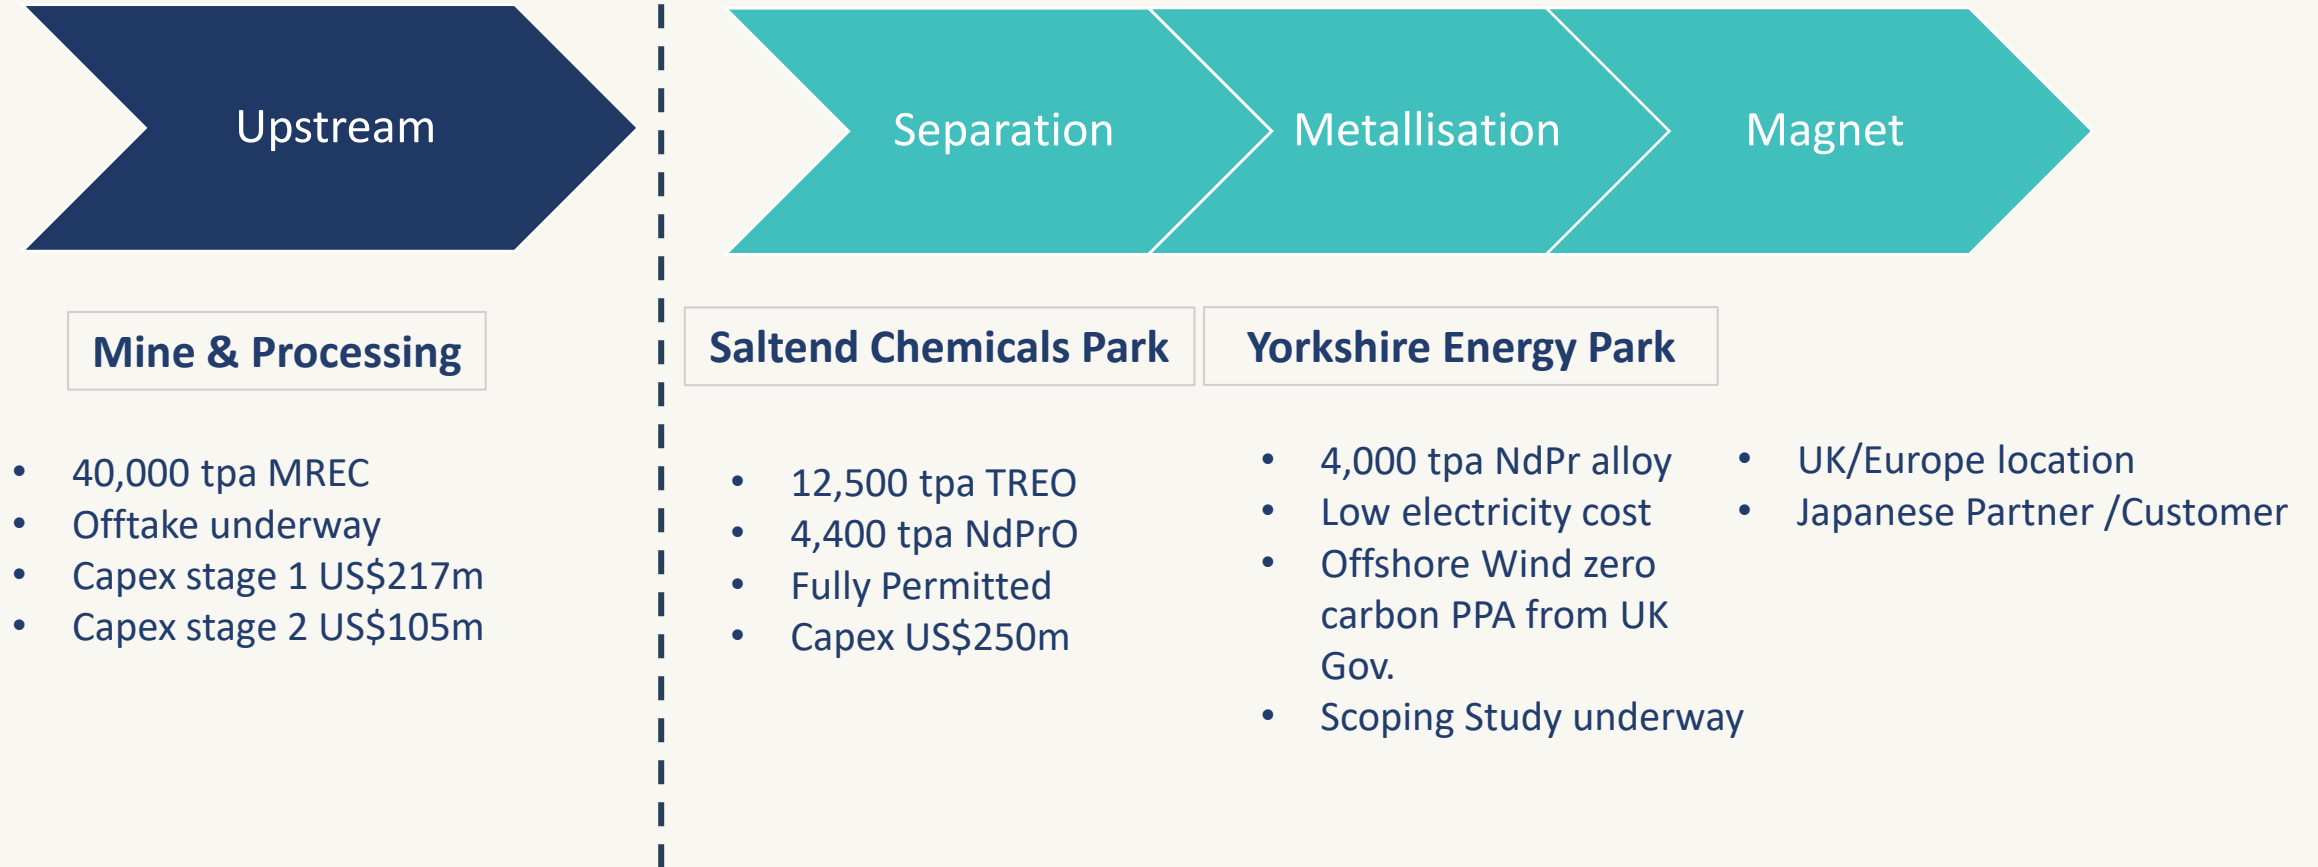 Upstream
Separation
Metallisation
Magnet
Mine & Processing
• 40,000 tpa MREC
• Offtake underway
• Capex stage 1 US$217m
• Capex stage 2 US$105m
Saltend Chemicals Park
• 12,500 tpa TREO
• 4,400 tpa NdPrO
• Fully Permitted
• Capex US$250m
Yorkshire Energy Park
• 4,000 tpa NdPr alloy
• Low electricity cost
• Offshore Wind zero
carbon PPA from UK
Gov.
• Scoping Study underway
• UK/Europe location
• Japanese Partner /Customer